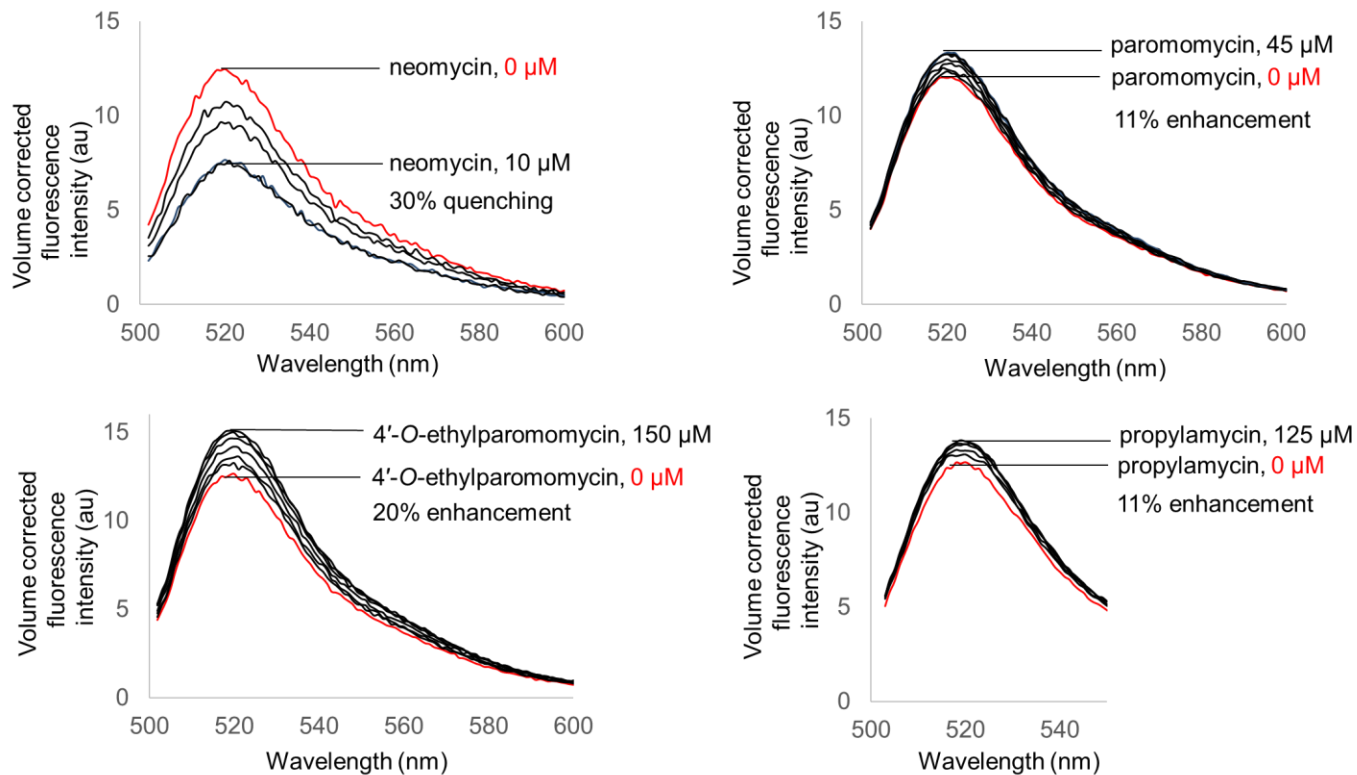 Volume corrected
fluorescence
intensity (au)
15
10
5
0
neomycin, 0 µM
neomycin, 10 µM
30% quenching
500 520 540 560 580 600
Wavelength (nm)
Volume corrected
fluorescence
intensity (au)
15
10
5
0
paromomycin, 45 µM
paromomycin, 0 µM
11% enhancement
500 520 540 560 580 600
Wavelength (nm)
Volume corrected
fluorescence
intensity (au)
15
10
5
0
4′-O-ethylparomomycin, 150 µM
4′-O-ethylparomomycin, 0 µM
20% enhancement
500 520 540 560 580 600
Wavelength (nm)
Volume corrected
fluorescence
intensity (au)
15
10
5
0
propylamycin, 125 µM
propylamycin, 0 µM
11% enhancement
500 520 540
Wavelength (nm)